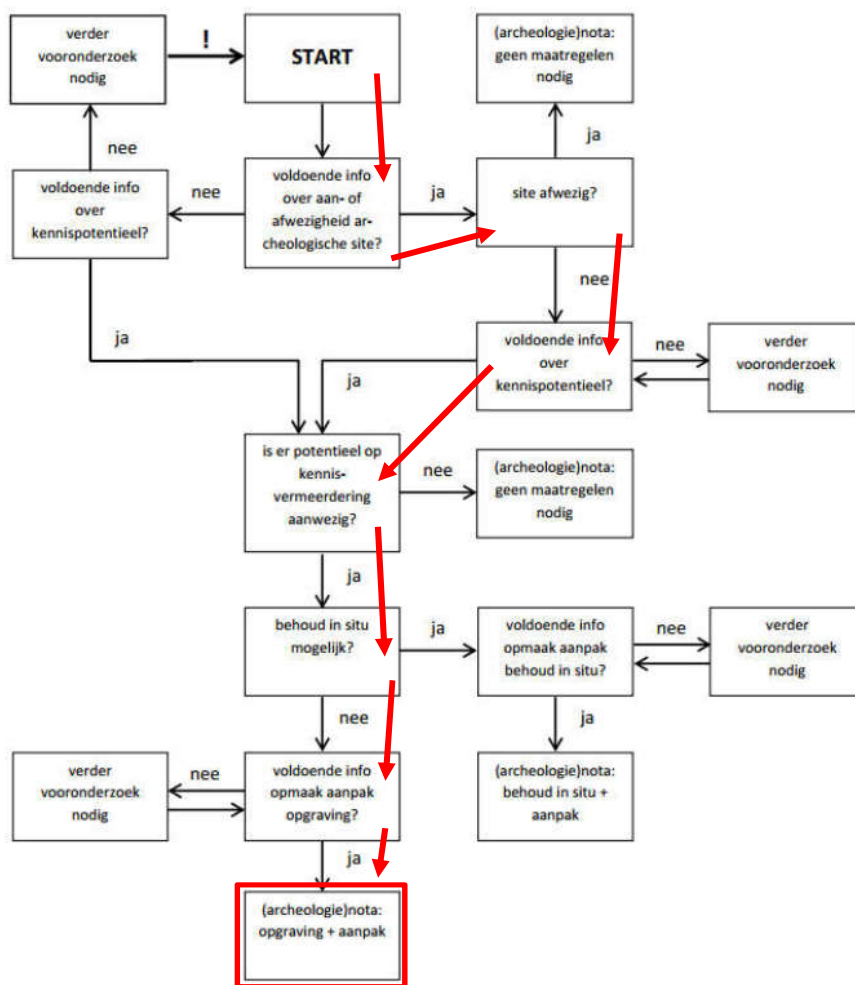 verder
vooronderzoek
nodig
!
START
(archeologie)nota:
geen maatregelen
nodig
nee
ja
voldoende info
over
kennispotentieel?
nee
voldoende info
over aan- of
afwezigheid ar-
cheologische site?
ja
site afwezig?
nee
ja
voldoende info
over
kennispotentieel?
nee
verder
vooronderzoek
nodig
ja
is er potentieel op
kennis-
vermeerdering
aanwezig?
nee
(archeologie)nota:
geen maatregelen
nodig
ja
behoud in situ
mogelijk?
ja
voldoende info
opmaak aanpak
behoud in situ?
nee
verder
vooronderzoek
nodig
nee
ja
verder
vooronderzoek
nodig
nee
voldoende info
opmaak aanpak
opgraving?
(archeologie)nota:
behoud in situ +
aanpak
ja
(archeologie)nota:
opgraving + aanpak